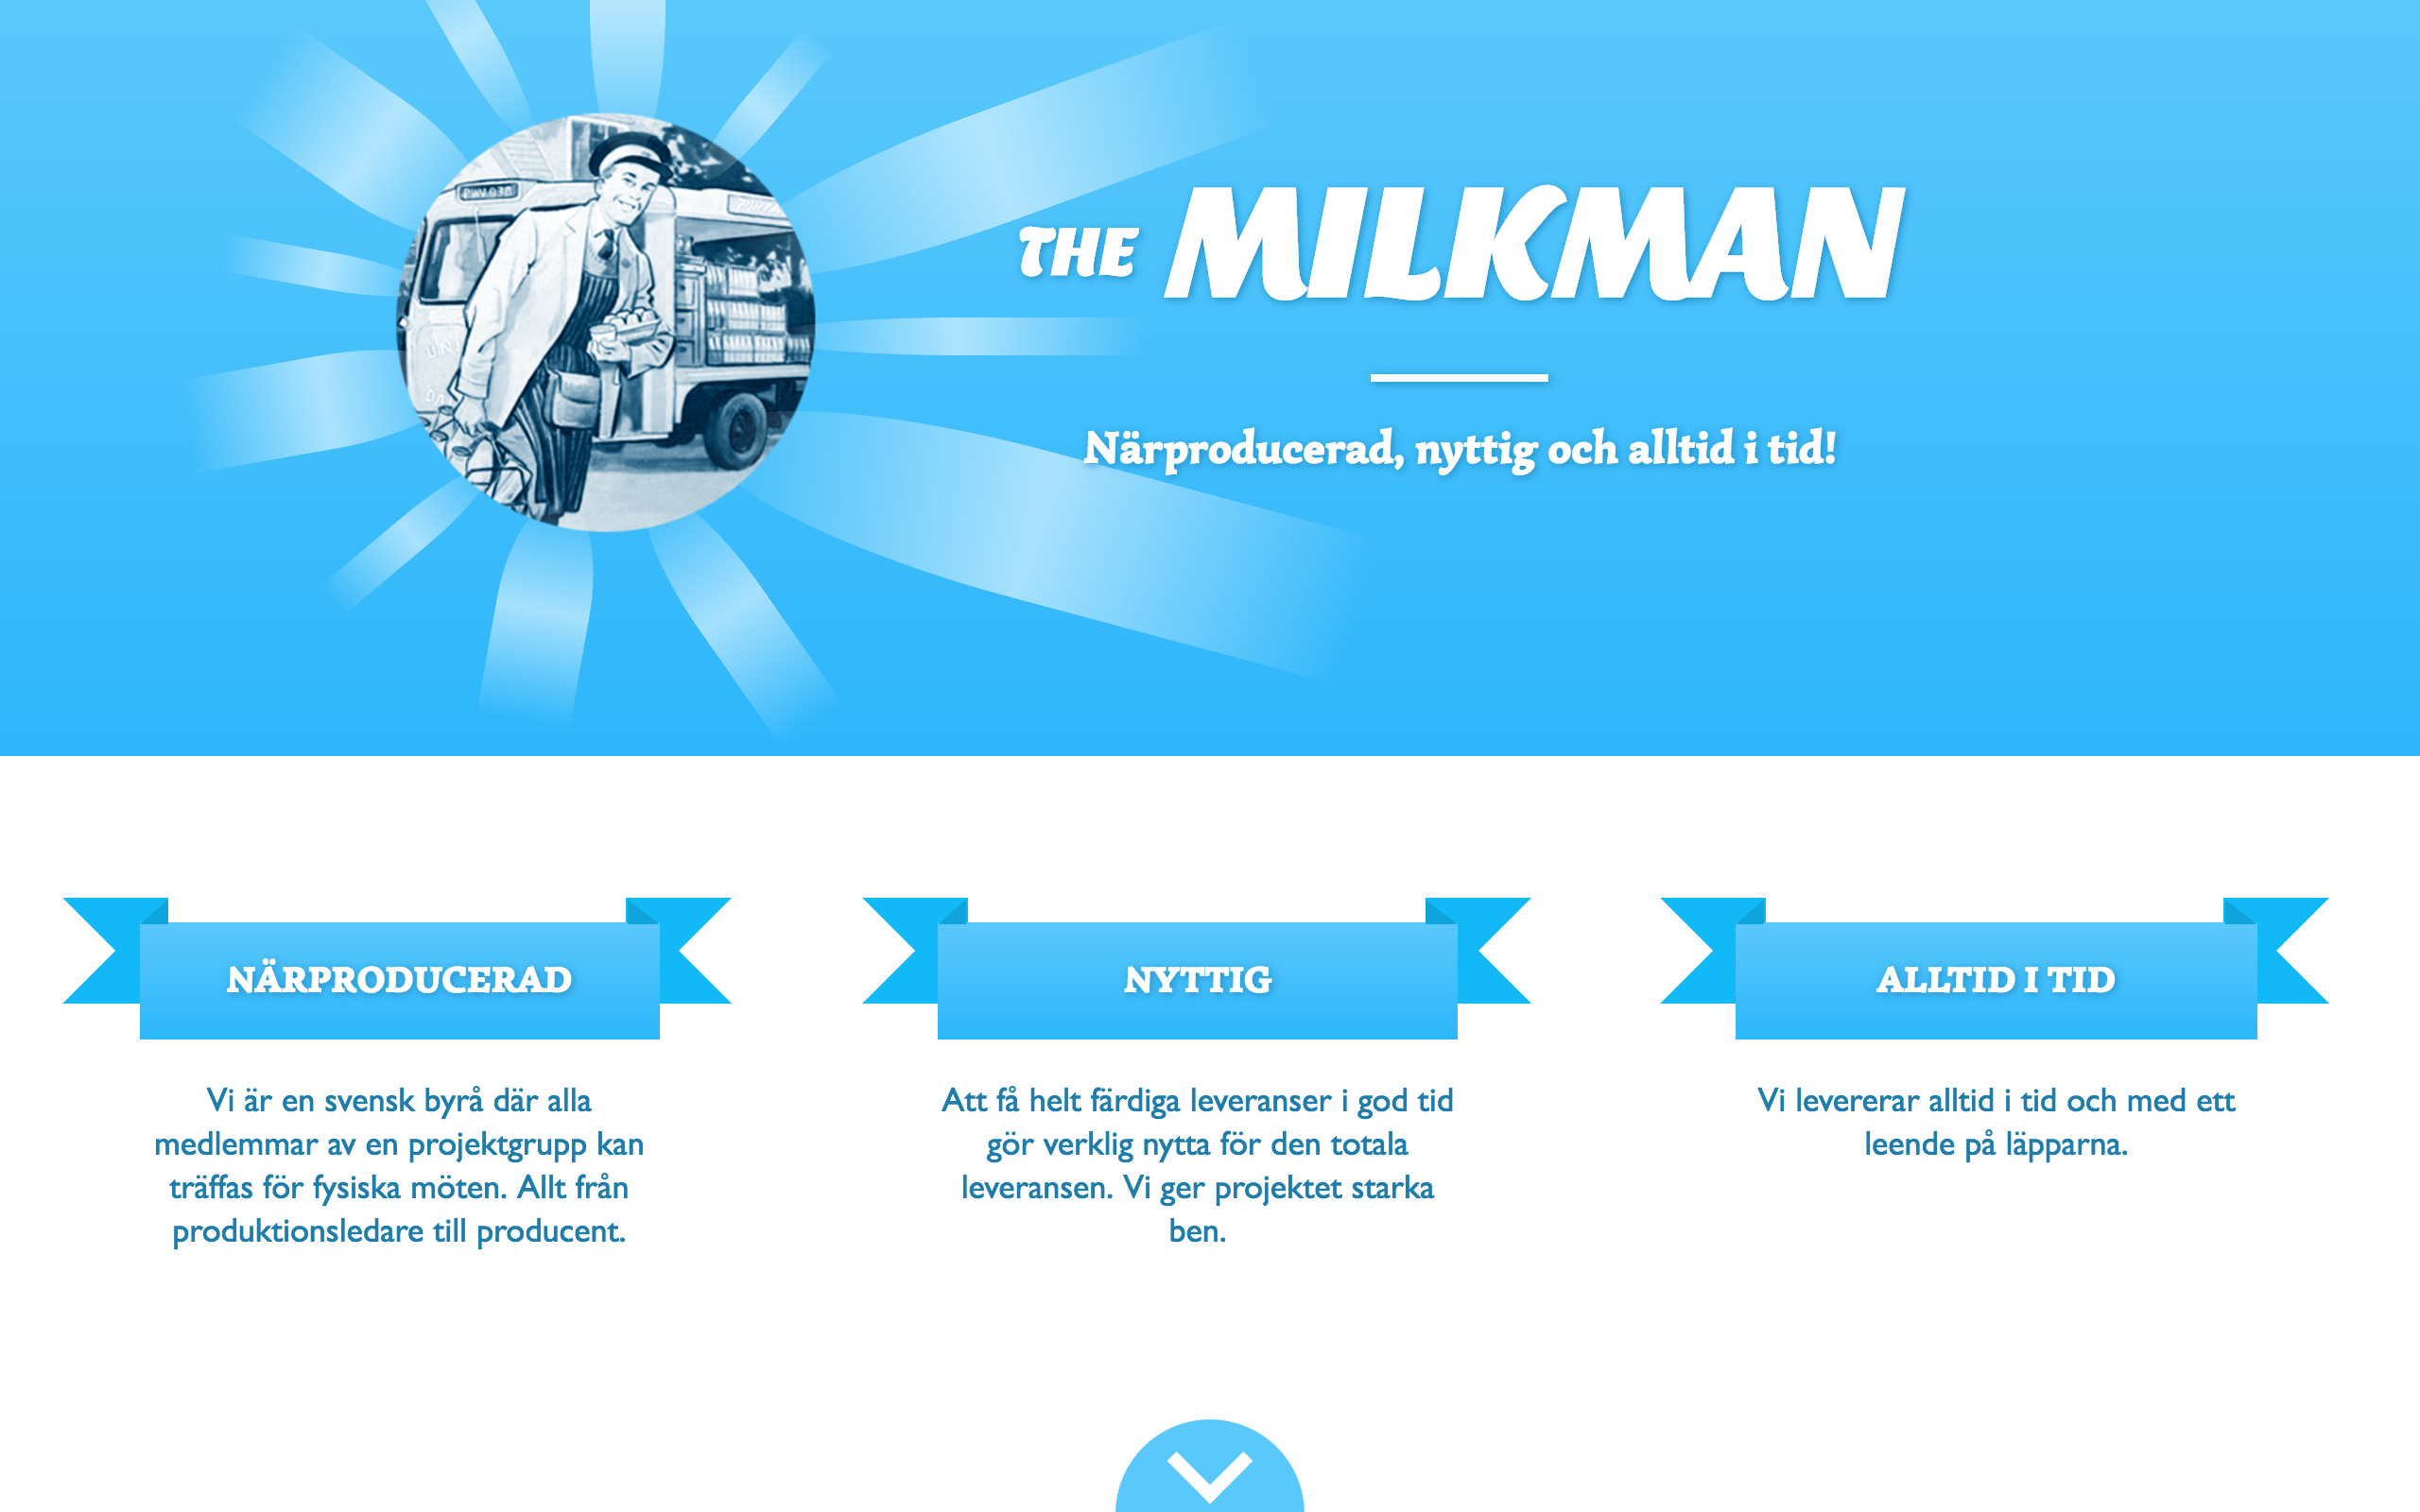 THE MILKMAN
Närproducerad, nyttig och alltid i tid!
NÄRPRODUCERAD
Vi är en svensk byrå där alla
medlemmar av en projektgrupp kan
träffas för fysiska möten. Allt från
produktionsledare till producent.
NYTTIG
Att få helt färdiga leveranser i god tid
gör verklig nytta för den totala
leveransen. Vi ger projektet starka
ben.
ALLTID I TID
Vi levererar alltid i tid och med ett
leende på läpparna.